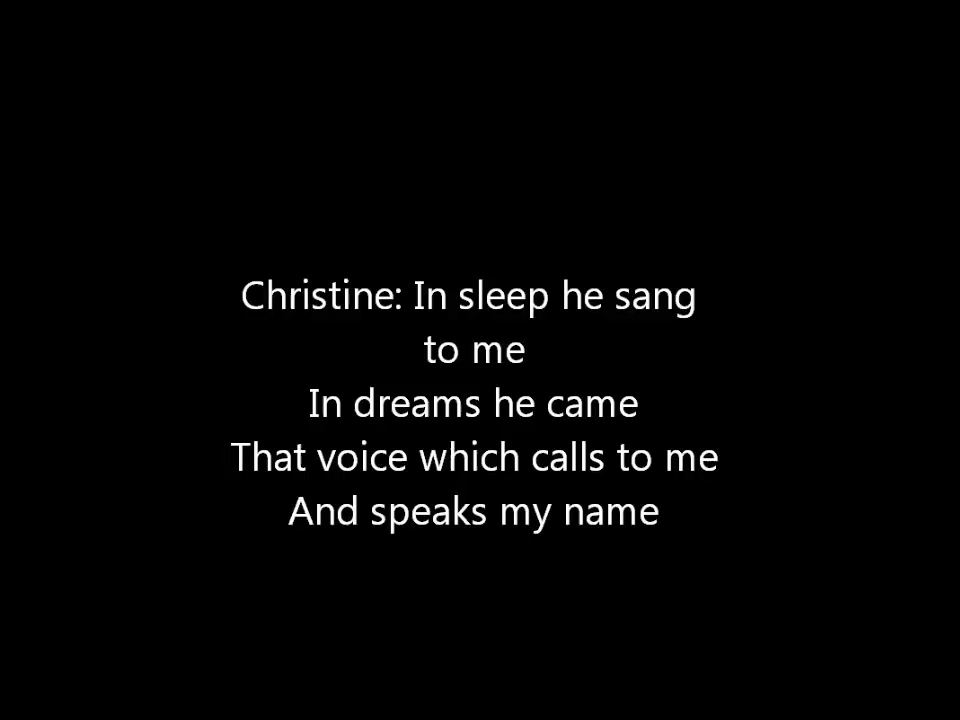 Christine: In sleep he sang
to me
In dreams he came
That voice which calls to me
And speaks my name